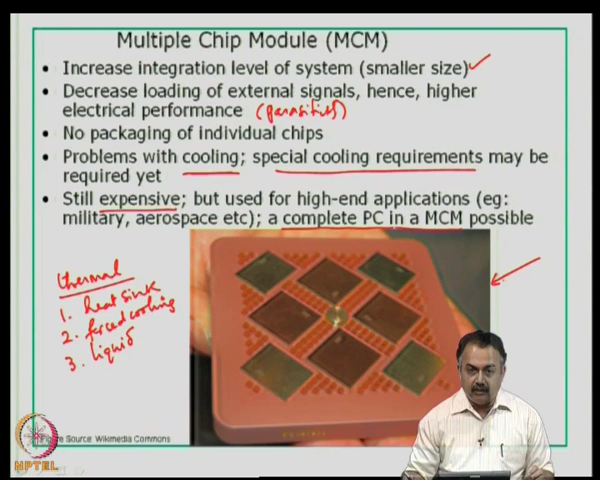 Multiple Chip Module (MCM)
• Increase integration level of system (smaller size)
• Decrease loading of external signals, hence, higher
electrical performance (parasitics)
• No packaging of individual chips
• Problems with cooling; special cooling requirements may be
required yet
• Still expensive; but used for high-end applications (eg:
military, aerospace etc); a complete PC in a MCM possible
thermal
1. heat sink
2. forced cooling
3. liquid
Figure Source: Wikimedia Commons
NPTEL